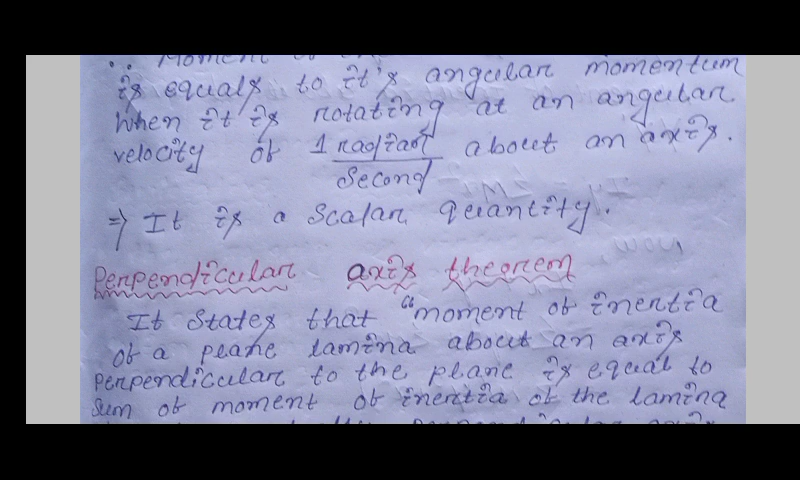 ∴ Moment of
is equals to it's angular momentum
when it is rotating at an angular
velocity of 1 radian/second about an axis.
⇒ It is a scalar quantity.
Perpendicular axis theorem
It states that "moment of inertia
of a plane lamina about an axis
perpendicular to the plane is equal to
sum of moment of inertia of the lamina